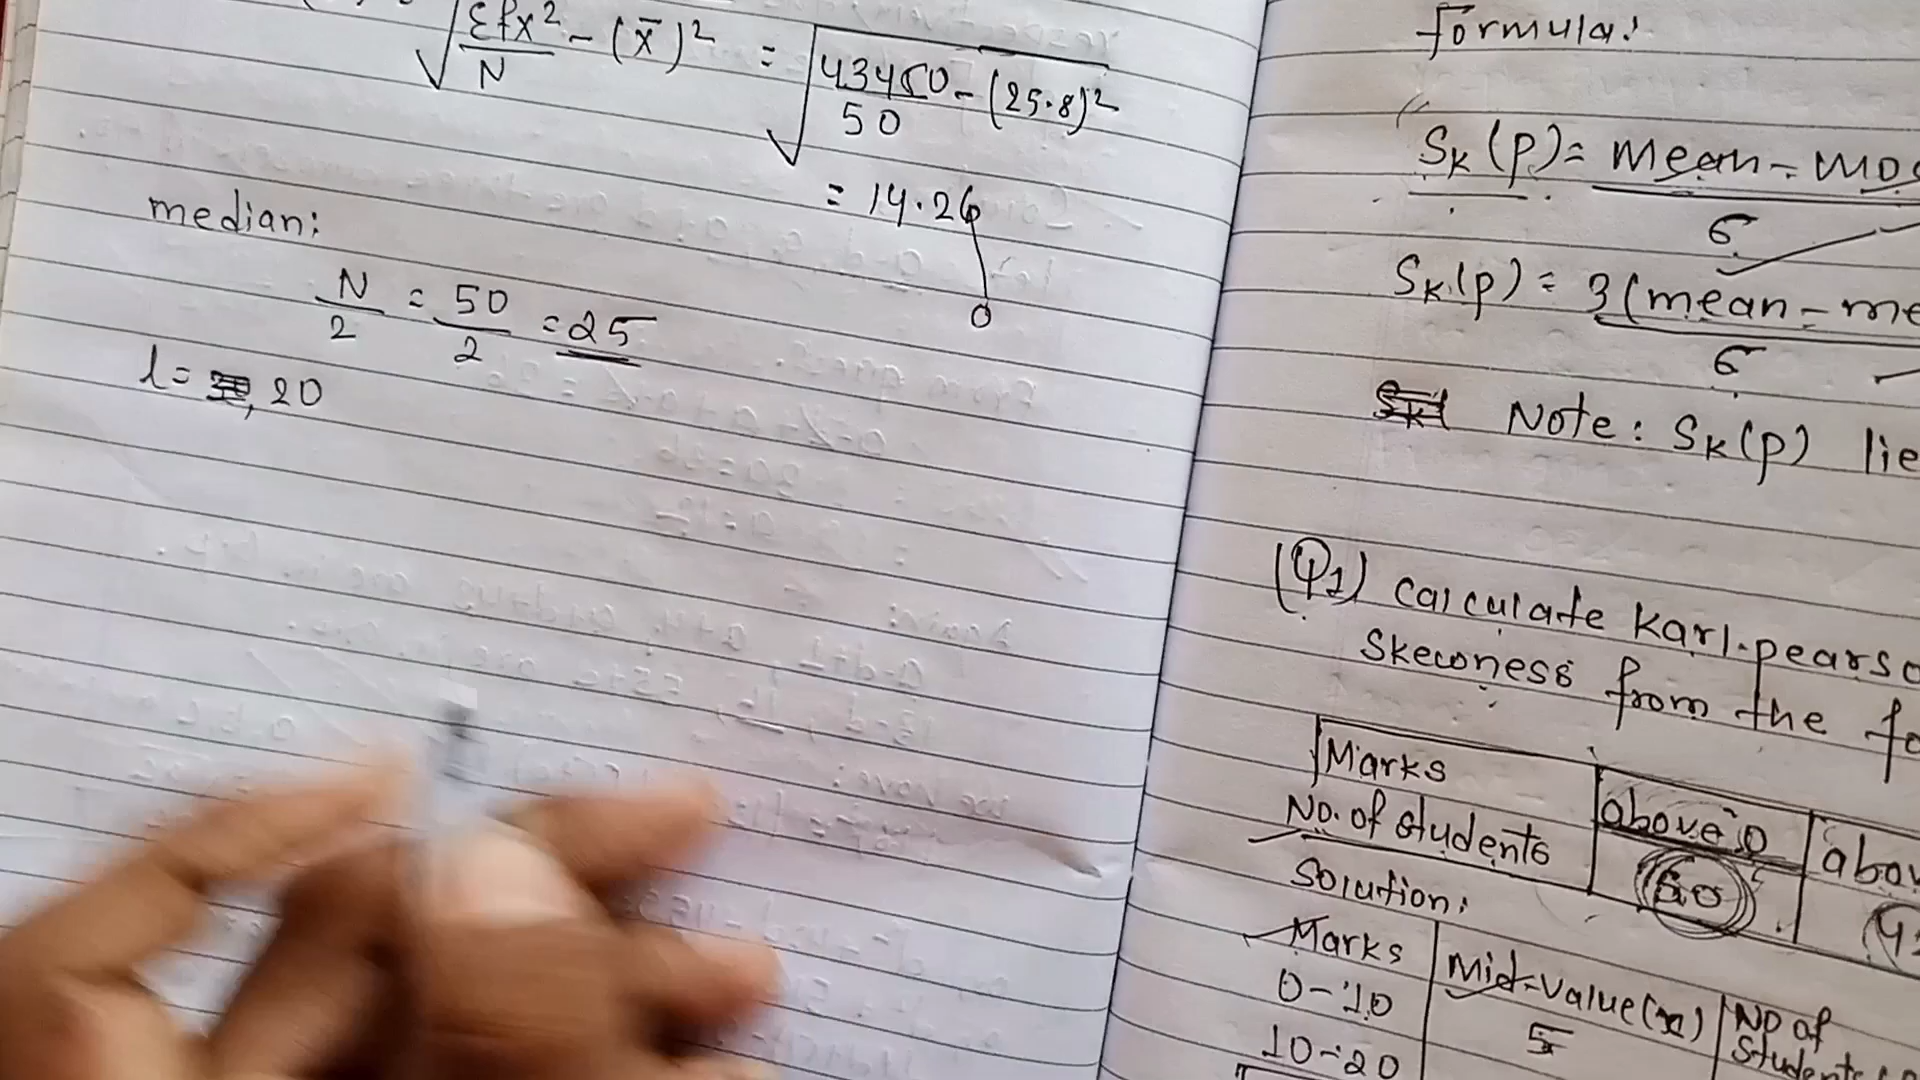 √Σfx²/N - (x̄)² = √43450/50 - (25.8)²
= 14.26
median:
N/2 = 50/2 = 25
l = 20
formula:
Sk(p) = mean - mo
σ
Sk(p) = 3(mean - me
σ
Note: Sk(p) lie
(Q1) Calculate Karl.pearso
Skewness from the fo
Marks above 0 abov
No. of students 50
Solution:
Marks Mid-value(x) No of Students
0-10 5
10-20